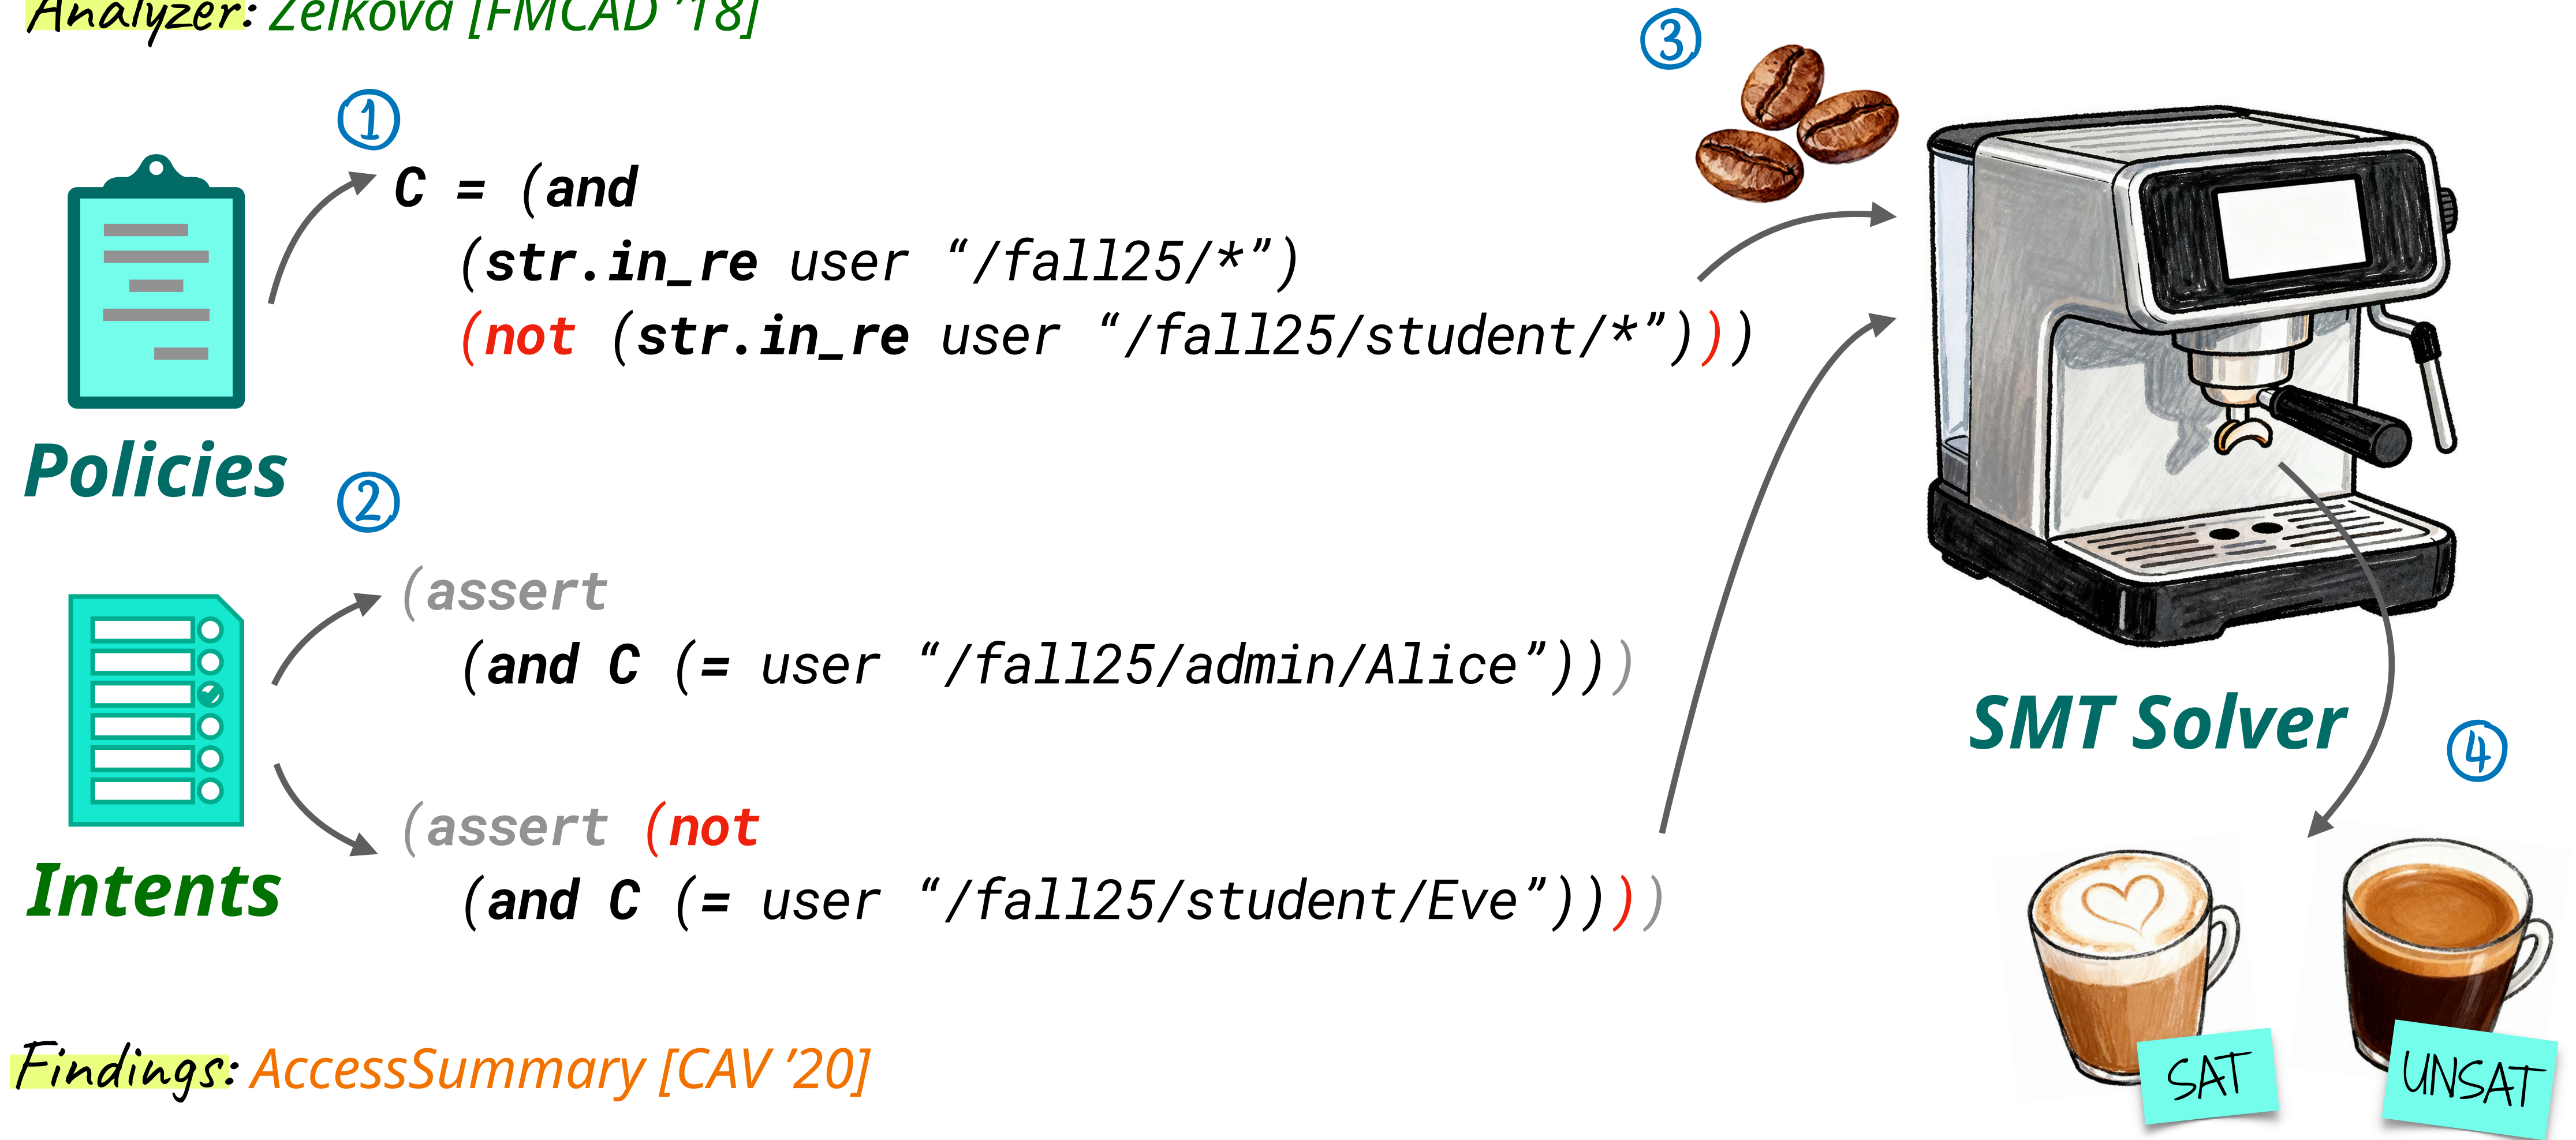 Analyzer: Zelkova [FMCAD ’18]
①
C = (and
(str.in_re user “/fall25/*”)
(not (str.in_re user “/fall25/student/*”)))
Policies
②
(assert
(and C (= user “/fall25/admin/Alice”)))
(assert (not
(and C (= user “/fall25/student/Eve”))))
Intents
③
SMT Solver
④
SAT
UNSAT
Findings: AccessSummary [CAV ’20]